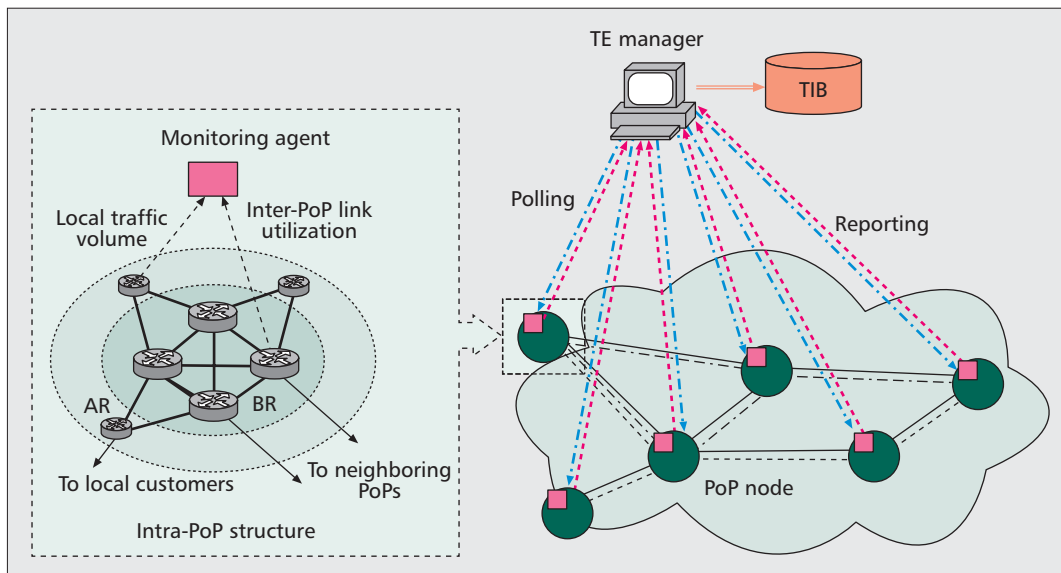 TE manager
TIB
Monitoring agent
Local traffic
volume
Inter-PoP link
utilization
Polling
Reporting
AR
BR
To local customers
To neighboring
PoPs
PoP node
Intra-PoP structure